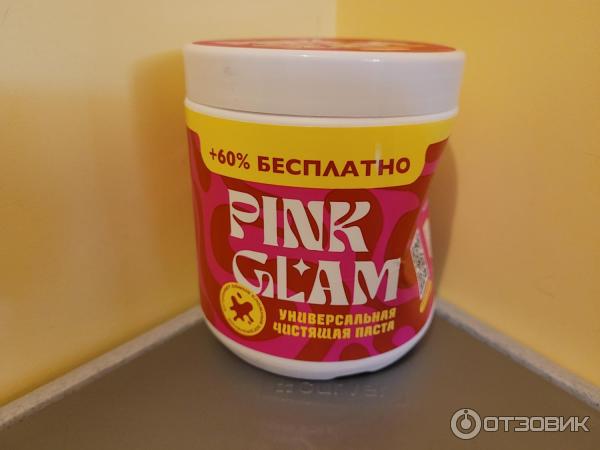 +60% БЕСПЛАТНО
PINK
GLAM
УНИВЕРСАЛЬНАЯ
ЧИСТЯЩАЯ ПАСТА
ОТЗОВИК